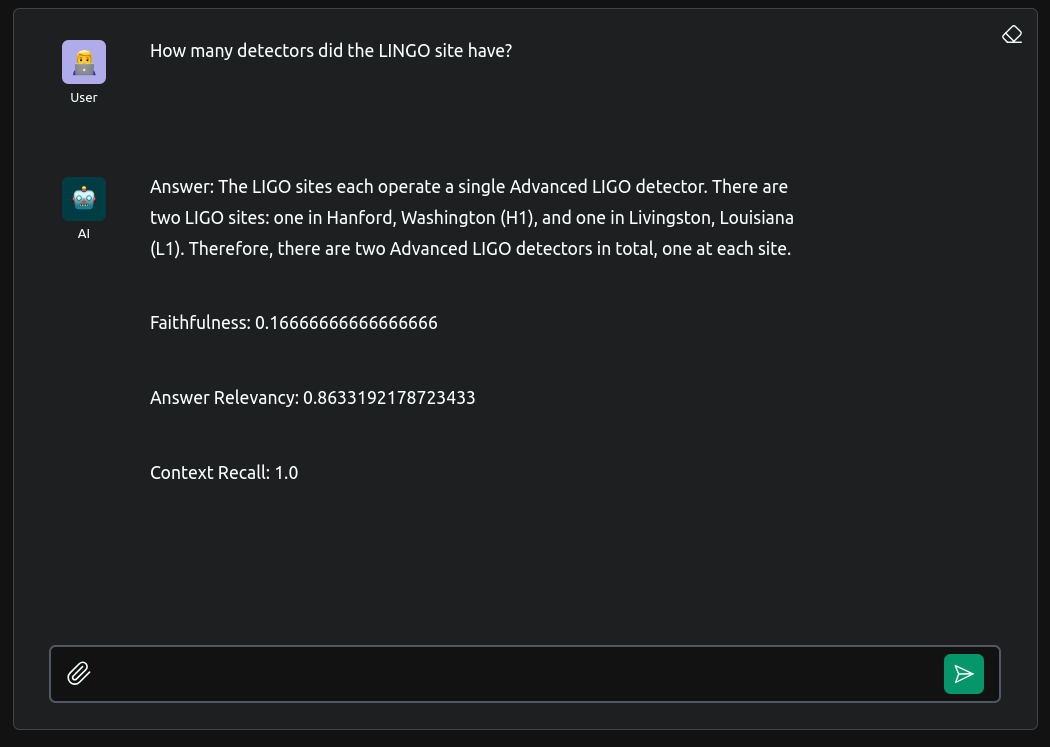 How many detectors did the LINGO site have?
User
Answer: The LIGO sites each operate a single Advanced LIGO detector. There are
two LIGO sites: one in Hanford, Washington (H1), and one in Livingston, Louisiana
(L1). Therefore, there are two Advanced LIGO detectors in total, one at each site.
AI
Faithfulness: 0.16666666666666666
Answer Relevancy: 0.8633192178723433
Context Recall: 1.0